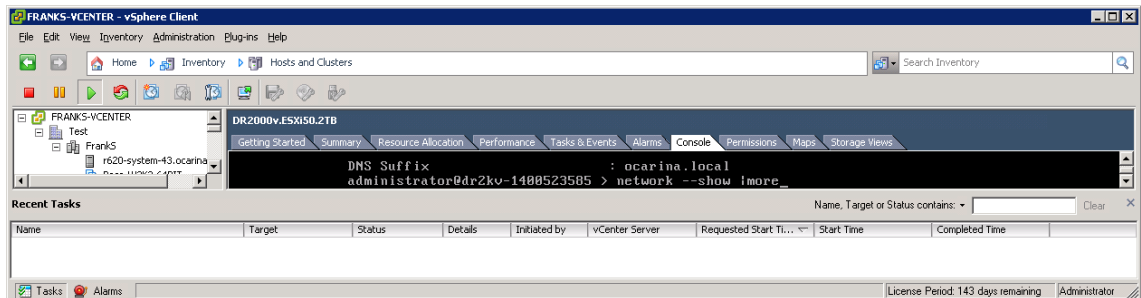 FRANKS-VCENTER - vSphere Client
File Edit View Inventory Administration Plug-ins Help
Home Inventory Hosts and Clusters Search Inventory
FRANKS-VCENTER
Test
FrankS
r620-system-43.ocarina
DR2000v.ESXi50.2TB
Getting Started Summary Resource Allocation Performance Tasks & Events Alarms Console Permissions Maps Storage Views
DNS Suffix : ocarina.local
administrator@dr2kv-1400523585 > network --show |more_
Recent Tasks Name, Target or Status contains: Clear
Name Target Status Details Initiated by vCenter Server Requested Start Ti... Start Time Completed Time
Tasks Alarms License Period: 143 days remaining Administrator